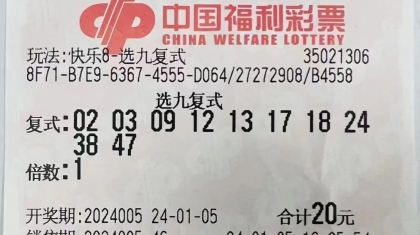 中国福利彩票
CHINA WELFARE LOTTERY
玩法:快乐8-选九复式 35021306
8F71-B7E9-6367-4555-D064/27272908/B4558
选九复式
复式:02 03 09 12 13 17 18 24
38 47
倍数:1
开奖期:2024005 24-01-05 合计20元